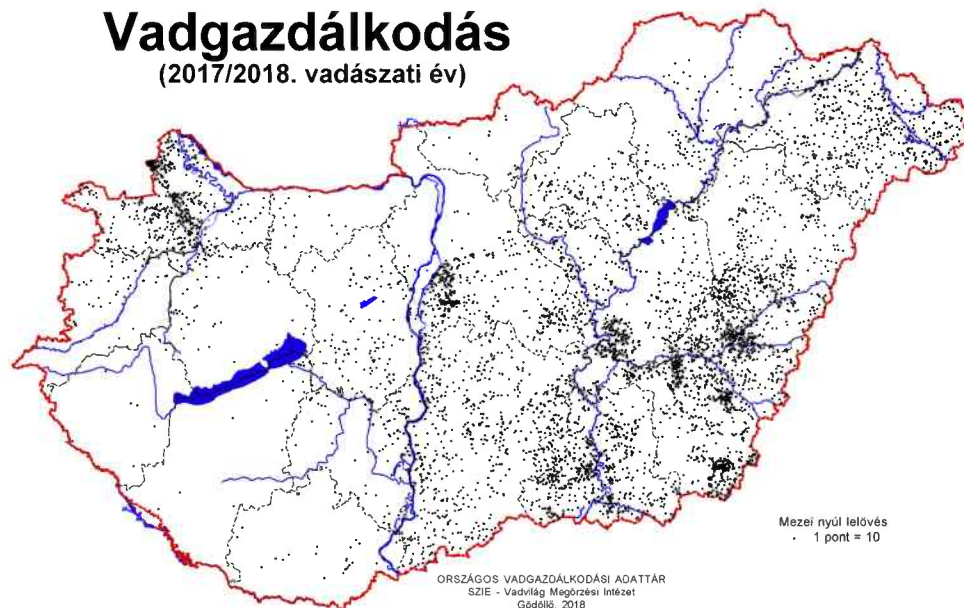 Vadgazdálkodás
(2017/2018. vadászati év)
Mezei nyúl lelövés
1 pont = 10
ORSZÁGOS VADGAZDÁLKODÁSI ADATTÁR
SZIE - Vadvilág Megőrzési Intézet
Gödöllő, 2018